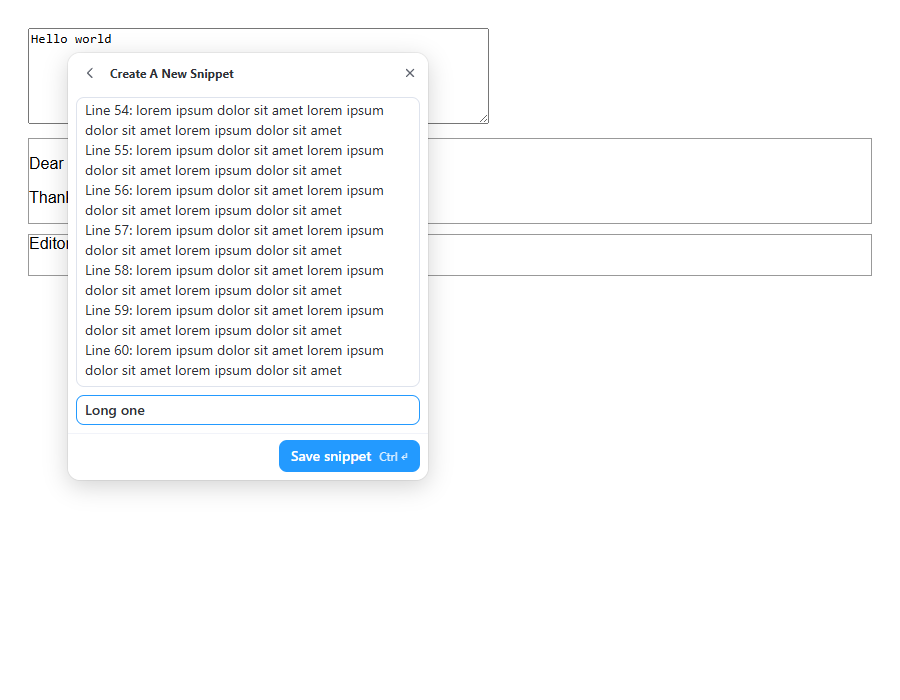 Hello world
Create A New Snippet
Line 54: lorem ipsum dolor sit amet lorem ipsum
dolor sit amet lorem ipsum dolor sit amet
Line 55: lorem ipsum dolor sit amet lorem ipsum
dolor sit amet lorem ipsum dolor sit amet
Line 56: lorem ipsum dolor sit amet lorem ipsum
dolor sit amet lorem ipsum dolor sit amet
Line 57: lorem ipsum dolor sit amet lorem ipsum
dolor sit amet lorem ipsum dolor sit amet
Line 58: lorem ipsum dolor sit amet lorem ipsum
dolor sit amet lorem ipsum dolor sit amet
Line 59: lorem ipsum dolor sit amet lorem ipsum
dolor sit amet lorem ipsum dolor sit amet
Line 60: lorem ipsum dolor sit amet lorem ipsum
dolor sit amet lorem ipsum dolor sit amet
Long one
Save snippet Ctrl ⏎
Dear